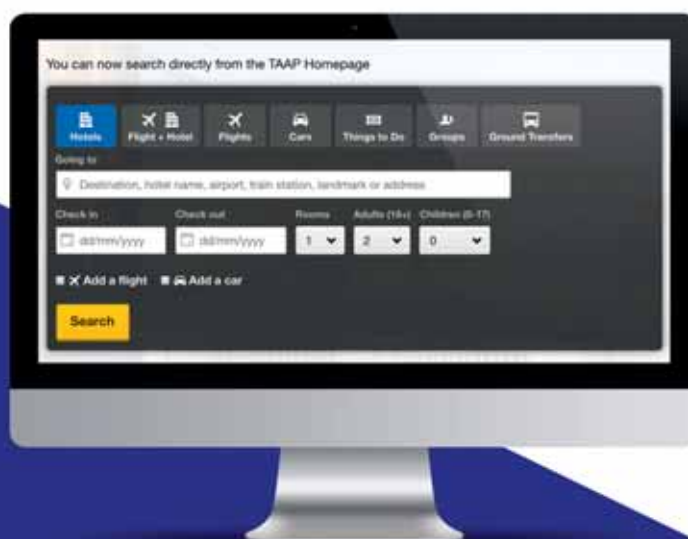 You can now search directly from the TAAP Homepage
Hotels Flight + Hotel Flights Cars Things to Do Groups Ground Transfers
Going to
Destination, hotel name, airport, train station, landmark or address
Check in Check out Rooms Adults (18+) Children (0-17)
dd/mm/yyyy dd/mm/yyyy 1 2 0
Add a flight Add a car
Search